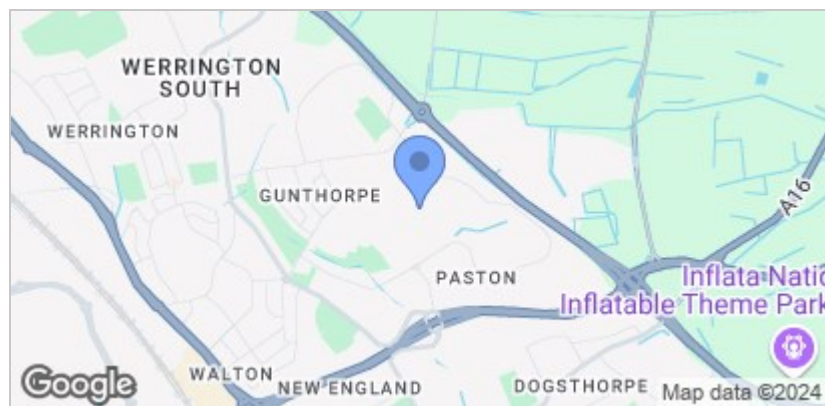 WERRINGTON
SOUTH
WERRINGTON
GUNTHORPE
A16
PASTON
Inflata Natio
Inflatable Theme Park
WALTON
NEW ENGLAND
DOGSTHORPE
Google
Map data ©2024